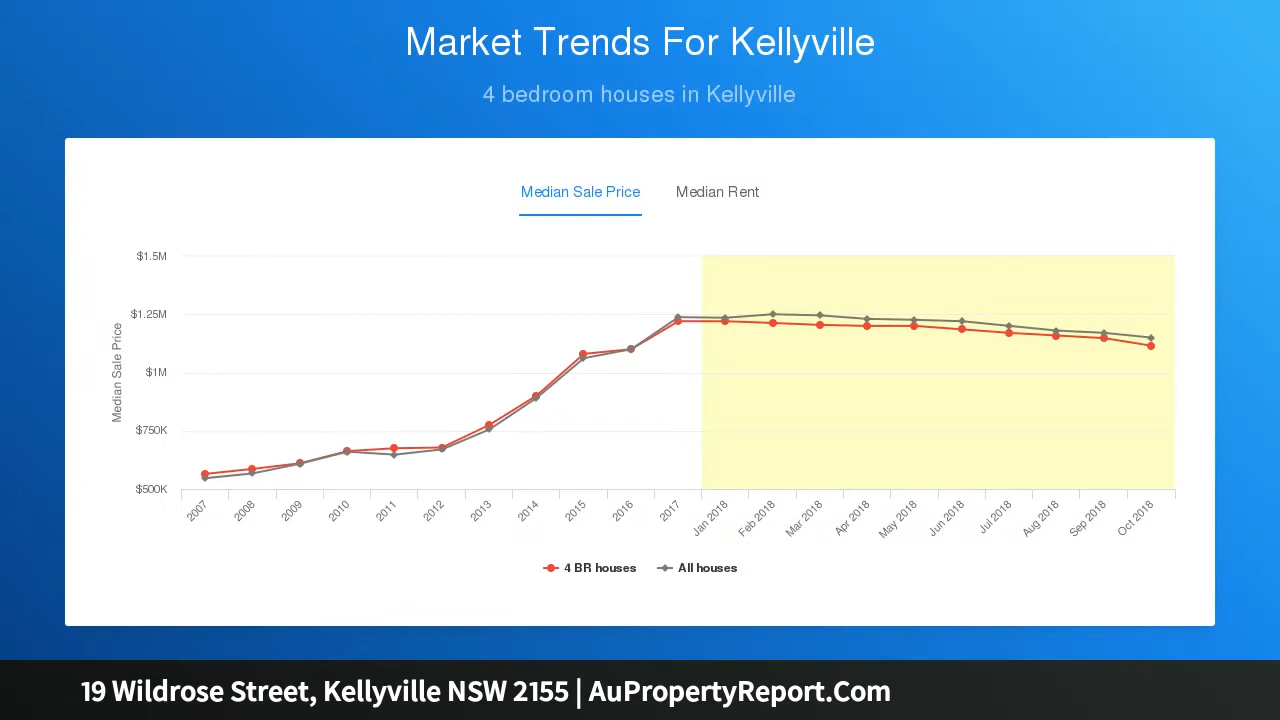 Market Trends For Kellyville
4 bedroom houses in Kellyville
Median Sale Price
Median Rent
$1.5M
$1.25M
$1M
$750K
$500K
Median Sale Price
2007
2008
2009
2010
2011
2012
2013
2014
2015
2016
2017
Jan 2018
Feb 2018
Mar 2018
Apr 2018
May 2018
Jun 2018
Jul 2018
Aug 2018
Sep 2018
Oct 2018
4 BR houses
All houses
19 Wildrose Street, Kellyville NSW 2155 | AuPropertyReport.Com